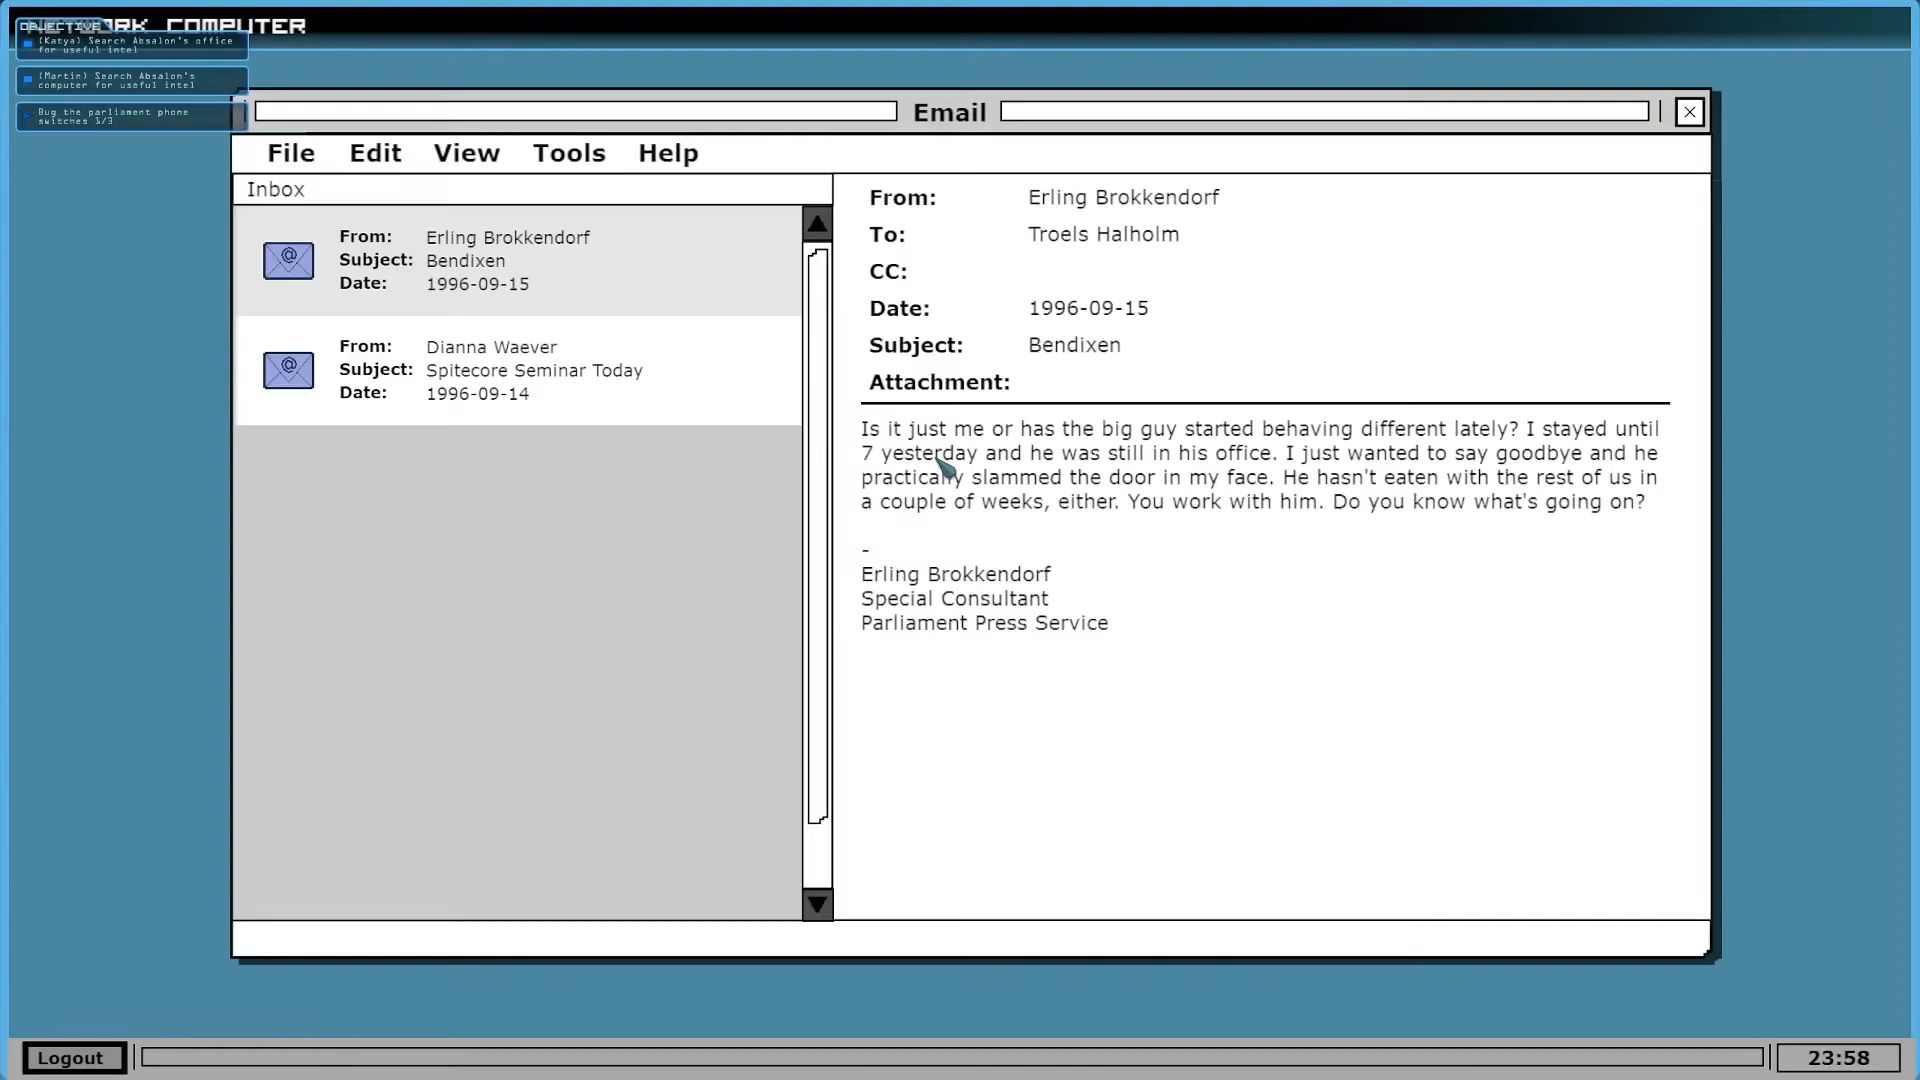 NETWORK COMPUTER
OBJECTIVE
(Katya) Search Absalon's office
for useful intel
(Martin) Search Absalon's
computer for useful intel
Bug the parliament phone
switches 1/3
Email
File Edit View Tools Help
Inbox
From: Erling Brokkendorf
Subject: Bendixen
Date: 1996-09-15
From: Dianna Waever
Subject: Spitecore Seminar Today
Date: 1996-09-14
From: Erling Brokkendorf
To: Troels Halholm
CC:
Date: 1996-09-15
Subject: Bendixen
Attachment:
Is it just me or has the big guy started behaving different lately? I stayed until
7 yesterday and he was still in his office. I just wanted to say goodbye and he
practically slammed the door in my face. He hasn't eaten with the rest of us in
a couple of weeks, either. You work with him. Do you know what's going on?
-
Erling Brokkendorf
Special Consultant
Parliament Press Service
Logout
23:58